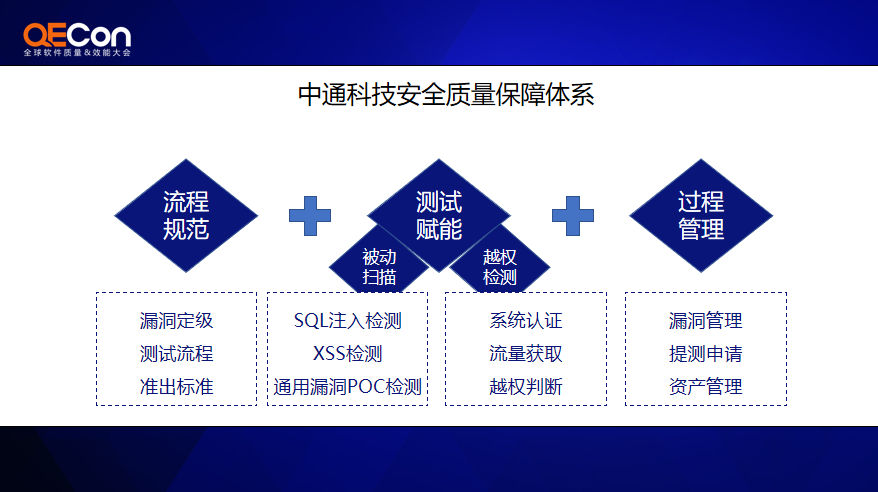 QECon
全球软件质量&效能大会
中通科技安全质量保障体系
流程
规范
测试
赋能
过程
管理
被动
扫描
越权
检测
漏洞定级
测试流程
准出标准
SQL注入检测
XSS检测
通用漏洞POC检测
系统认证
流量获取
越权判断
漏洞管理
提测申请
资产管理